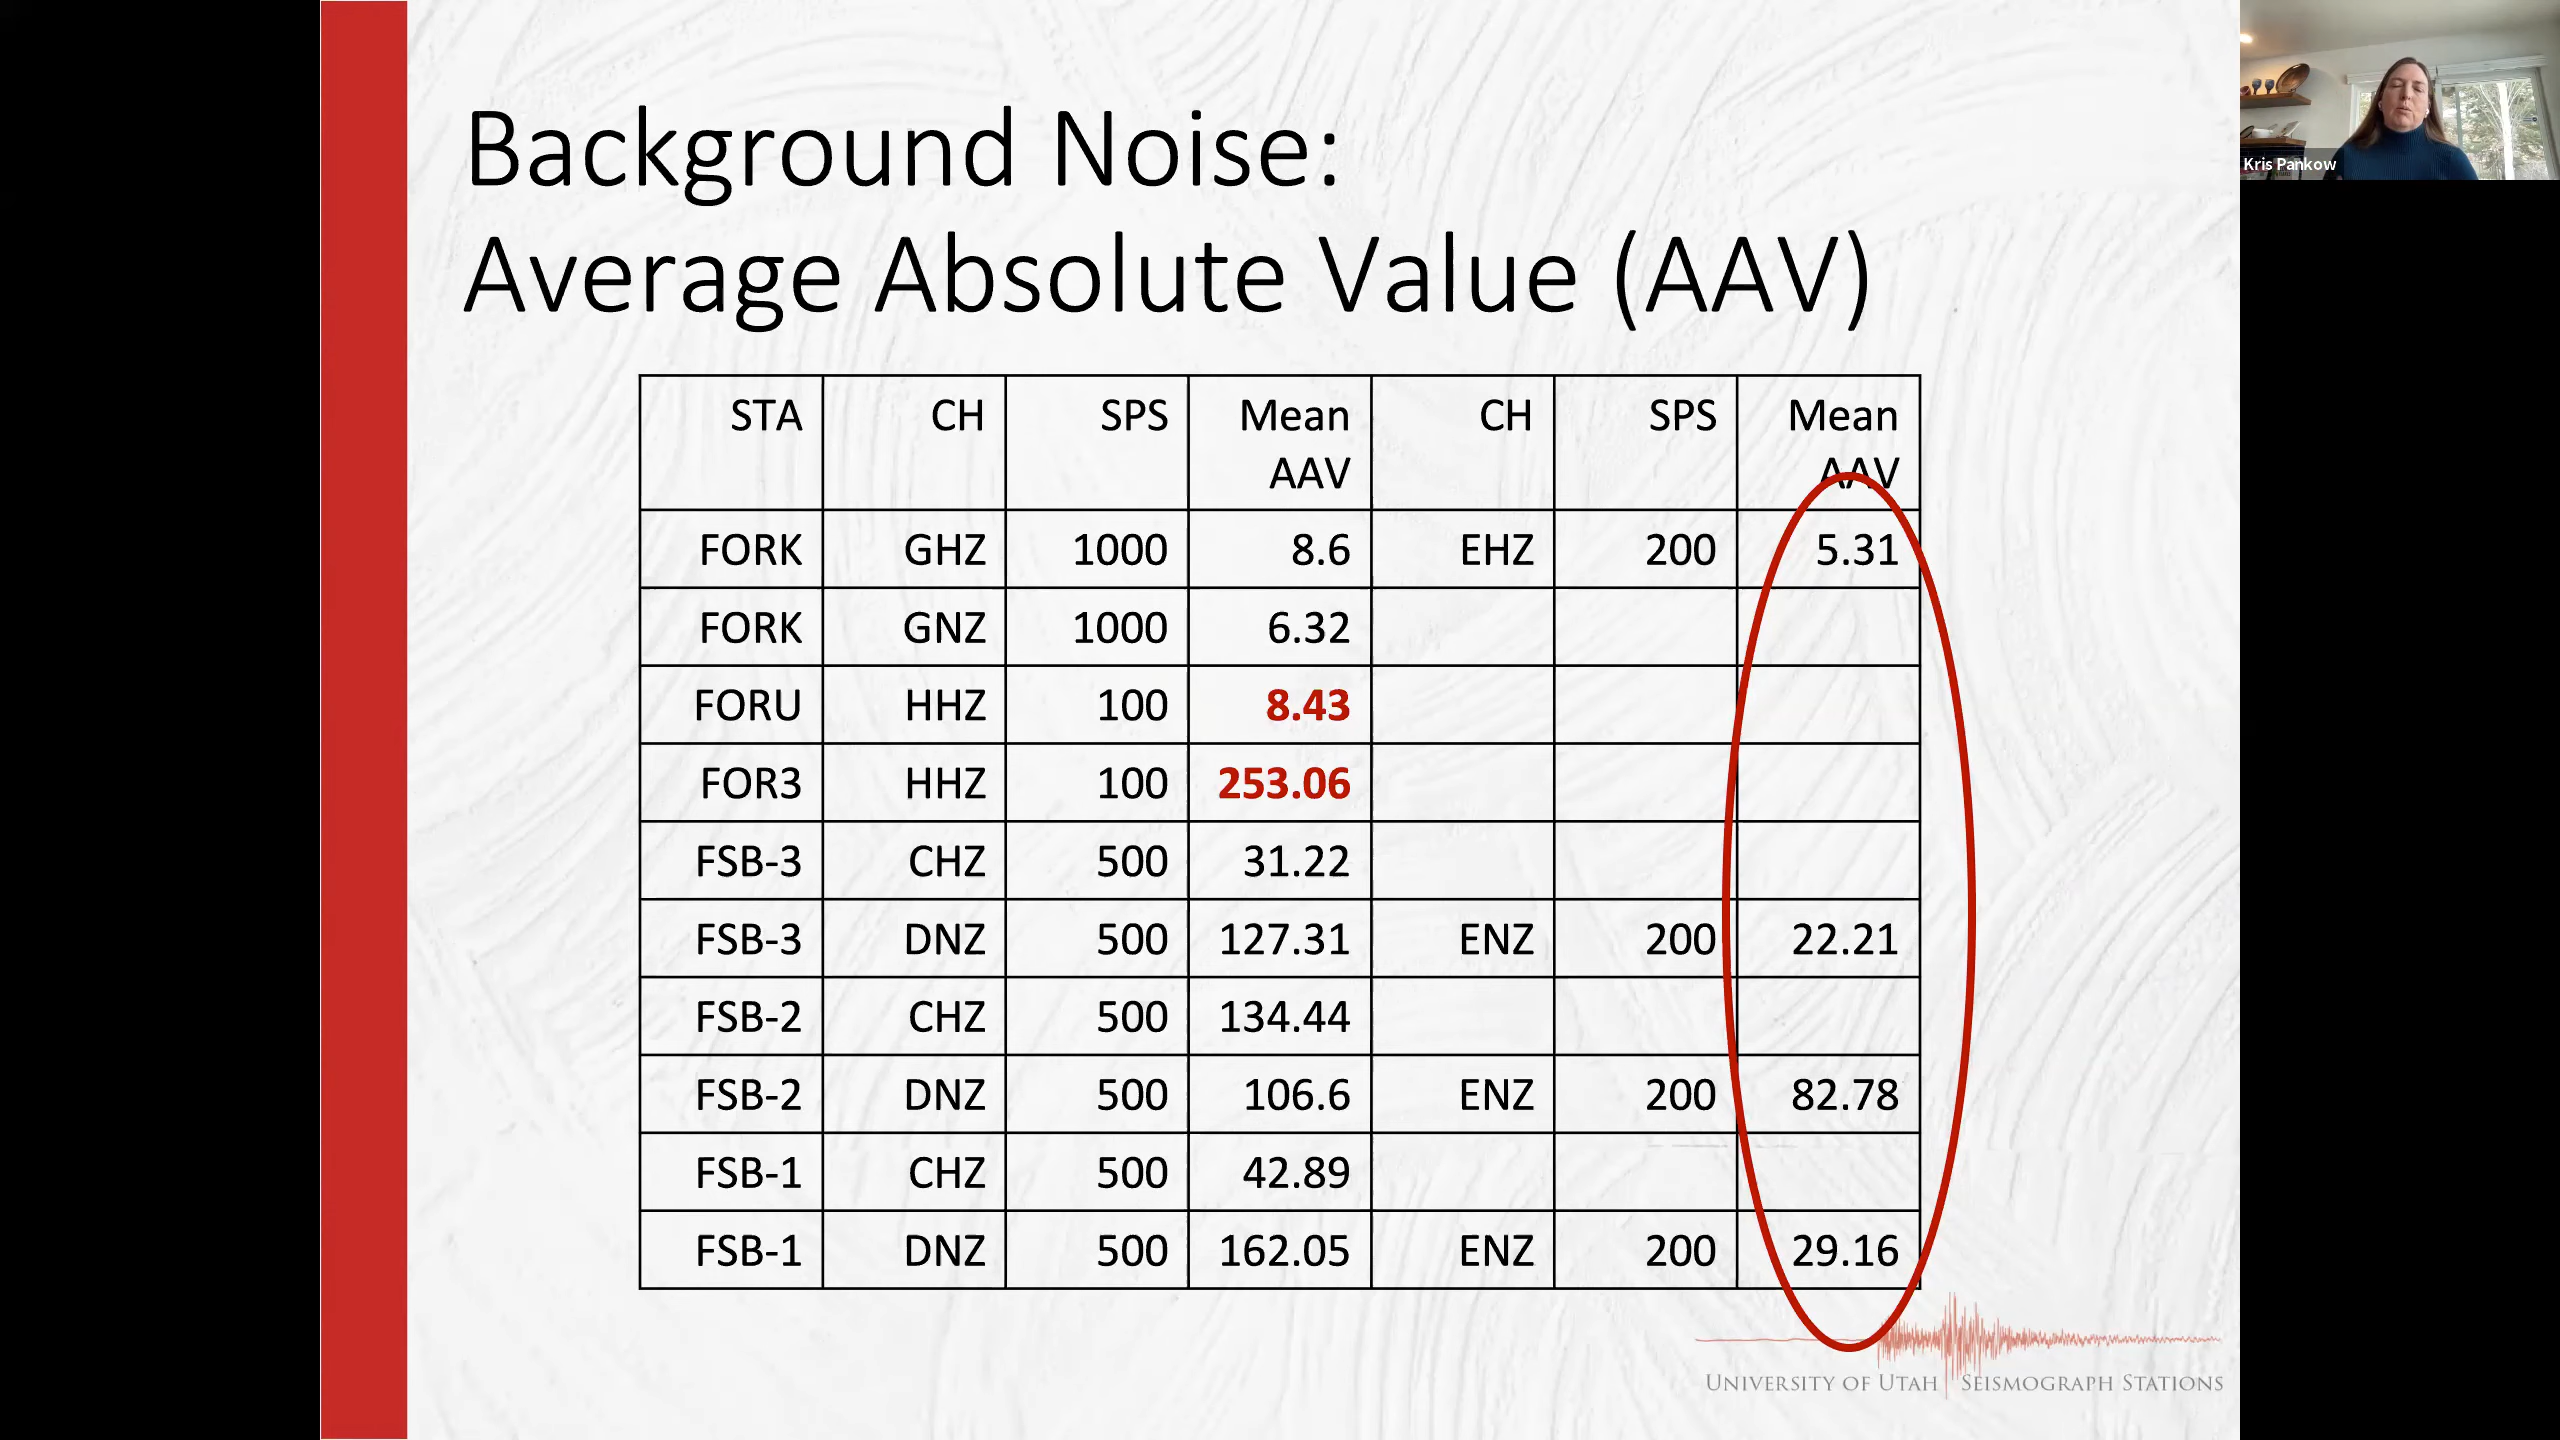 Background Noise:
Average Absolute Value (AAV)
STA CH SPS Mean AAV CH SPS Mean AAV
FORK GHZ 1000 8.6 EHZ 200 5.31
FORK GNZ 1000 6.32
FORU HHZ 100 8.43
FOR3 HHZ 100 253.06
FSB-3 CHZ 500 31.22
FSB-3 DNZ 500 127.31 ENZ 200 22.21
FSB-2 CHZ 500 134.44
FSB-2 DNZ 500 106.6 ENZ 200 82.78
FSB-1 CHZ 500 42.89
FSB-1 DNZ 500 162.05 ENZ 200 29.16
UNIVERSITY OF UTAH SEISMOGRAPH STATIONS
Kris Pankow